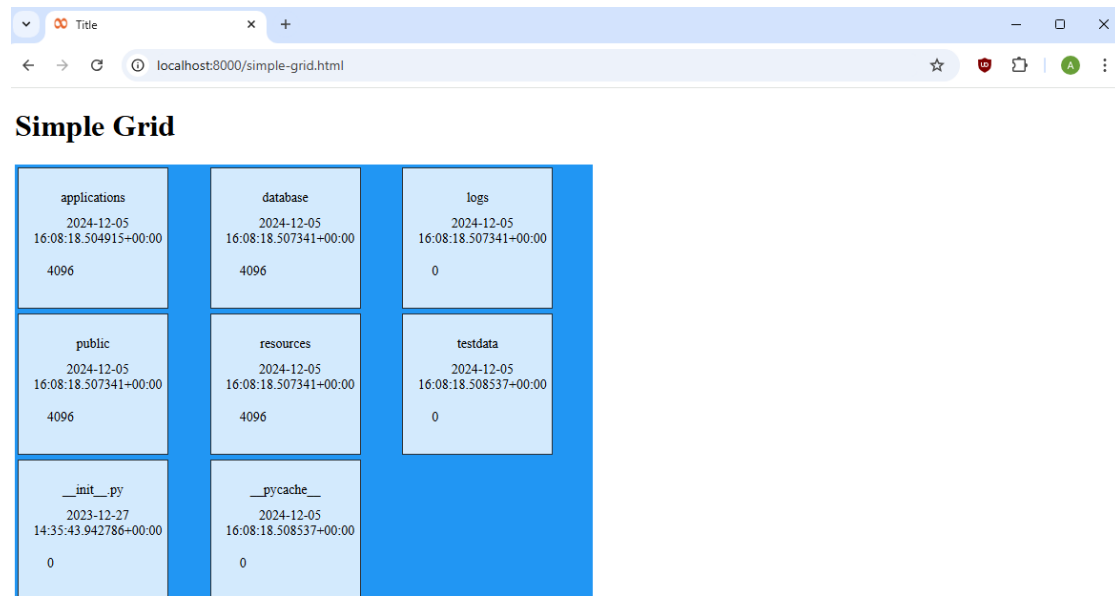 Title
localhost:8000/simple-grid.html
A
Simple Grid
applications
2024-12-05
16:08:18.504915+00:00
4096
database
2024-12-05
16:08:18.507341+00:00
4096
logs
2024-12-05
16:08:18.507341+00:00
0
public
2024-12-05
16:08:18.507341+00:00
4096
resources
2024-12-05
16:08:18.507341+00:00
4096
testdata
2024-12-05
16:08:18.508537+00:00
0
__init__.py
2023-12-27
14:35:43.942786+00:00
0
__pycache__
2024-12-05
16:08:18.508537+00:00
0